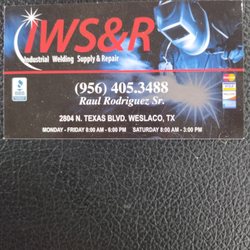 IWS&R
Industrial Welding Supply & Repair
(956) 405.3488
Raul Rodriguez Sr.
2804 N. TEXAS BLVD. WESLACO, TX
MONDAY - FRIDAY 8:00 AM - 6:00 PM SATURDAY 8:00 AM - 3:00 PM